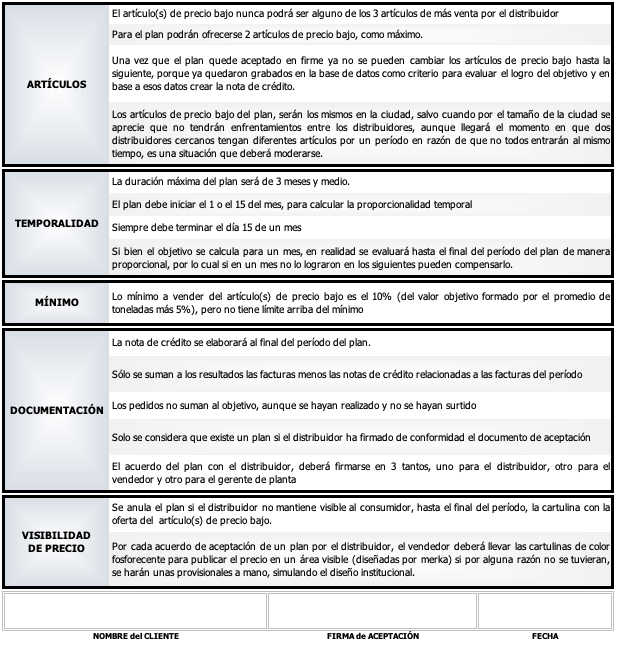 El artículo(s) de precio bajo nunca podrá ser alguno de los 3 artículos de más venta por el distribuidor
Para el plan podrán ofrecerse 2 artículos de precio bajo, como máximo.
Una vez que el plan quede aceptado en firme ya no se pueden cambiar los artículos de precio bajo hasta la
siguiente, porque ya quedaron grabados en la base de datos como criterio para evaluar el logro del objetivo y en
base a esos datos crear la nota de crédito.
ARTÍCULOS
Los artículos de precio bajo del plan, serán los mismos en la ciudad, salvo cuando por el tamaño de la ciudad se
aprecie que no tendrán enfrentamientos entre los distribuidores, aunque llegará el momento en que dos
distribuidores cercanos tengan diferentes artículos por un período en razón de que no todos entrarán al mismo
tiempo, es una situación que deberá moderarse.
La duración máxima del plan será de 3 meses y medio.
El plan debe iniciar el 1 o el 15 del mes, para calcular la proporcionalidad temporal
TEMPORALIDAD
Siempre debe terminar el día 15 de un mes
Si bien el objetivo se calcula para un mes, en realidad se evaluará hasta el final del período del plan de manera
proporcional, por lo cual si en un mes no lo lograron en los siguientes pueden compensarlo.
MÍNIMO
Lo mínimo a vender del artículo(s) de precio bajo es el 10% (del valor objetivo formado por el promedio de
toneladas más 5%), pero no tiene límite arriba del mínimo
La nota de crédito se elaborará al final del período del plan.
Sólo se suman a los resultados las facturas menos las notas de crédito relacionadas a las facturas del período
DOCUMENTACIÓN
Los pedidos no suman al objetivo, aunque se hayan realizado y no se hayan surtido
Solo se considera que existe un plan si el distribuidor ha firmado de conformidad el documento de aceptación
El acuerdo del plan con el distribuidor, deberá firmarse en 3 tantos, uno para el distribuidor, otro para el
vendedor y otro para el gerente de planta
Se anula el plan si el distribuidor no mantiene visible al consumidor, hasta el final del período, la cartulina con la
oferta del artículo(s) de precio bajo.
VISIBILIDAD
DE PRECIO
Por cada acuerdo de aceptación de un plan por el distribuidor, el vendedor deberá llevar las cartulinas de color
fosforecente para publicar el precio en un área visible (diseñadas por merka) si por alguna razón no se tuvieran,
se harán unas provisionales a mano, simulando el diseño institucional.
NOMBRE del CLIENTE
FIRMA de ACEPTACIÓN
FECHA